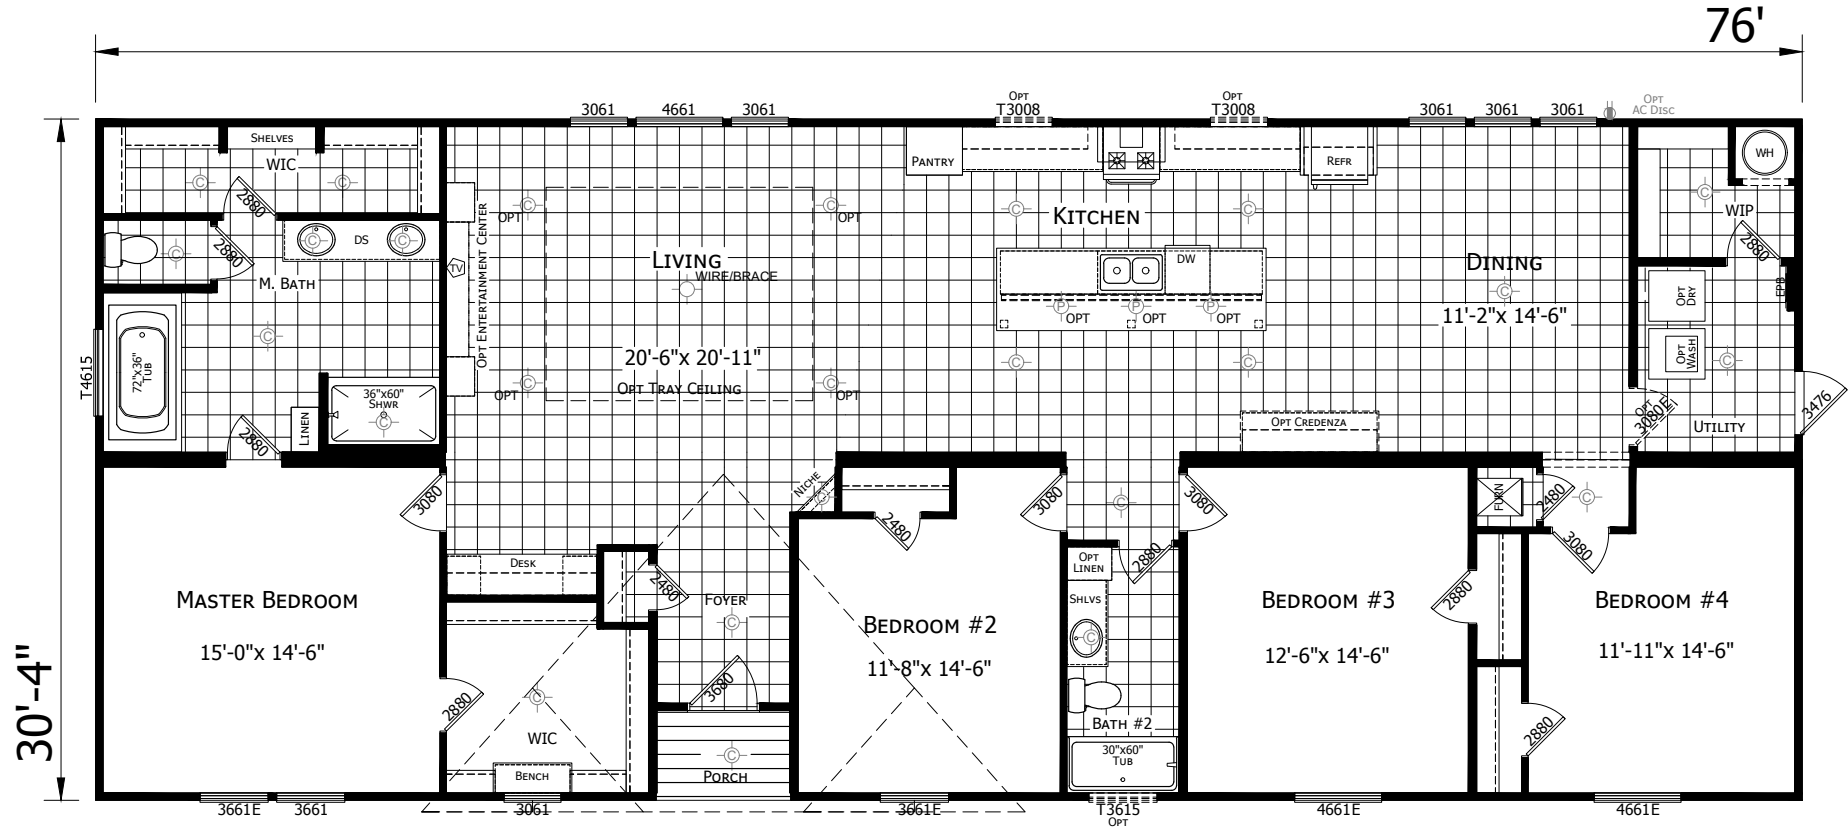 76'
30'-4"
3061
4661
3061
OPT
T3008
OPT
T3008
3061
3061
3061
OPT
AC DISC
SHELVES
WIC
C
C
2880
PANTRY
REFR
WH
C
WIP
2880
OPT
C
C
OPT
C
KITCHEN
C
C
2880
C
DS
C
M. BATH
OPT ENTERTAINMENT CENTER
TV
LIVING
WIRE/BRACE
DW
DINING
C
11'-2"x 14'-6"
OPT
DRY
EPB
P
OPT
P
OPT
P
OPT
C
T4615
72"x36"
TUB
20'-6"x 20'-11"
OPT TRAY CEILING
C
C
OPT
WASH
C
36"x60"
SHWR
C
OPT
C
C
OPT
LINEN
2880
OPT CREDENZA
OPT
3080E
3476
UTILITY
3080
NICHE
C
2480
3080
C
3080
FURN
2480
C
3080
DESK
2480
FOYER
C
OPT
LINEN
2880
SHLVS
C
MASTER BEDROOM
15'-0"x 14'-6"
BEDROOM #2
11'-8"x 14'-6"
BEDROOM #3
12'-6"x 14'-6"
2880
BEDROOM #4
11'-11"x 14'-6"
2880
C
WIC
BENCH
3680
C
PORCH
BATH #2
30"x60"
TUB
2880
3661E
3661
3061
3661E
T3615
OPT
4661E
4661E